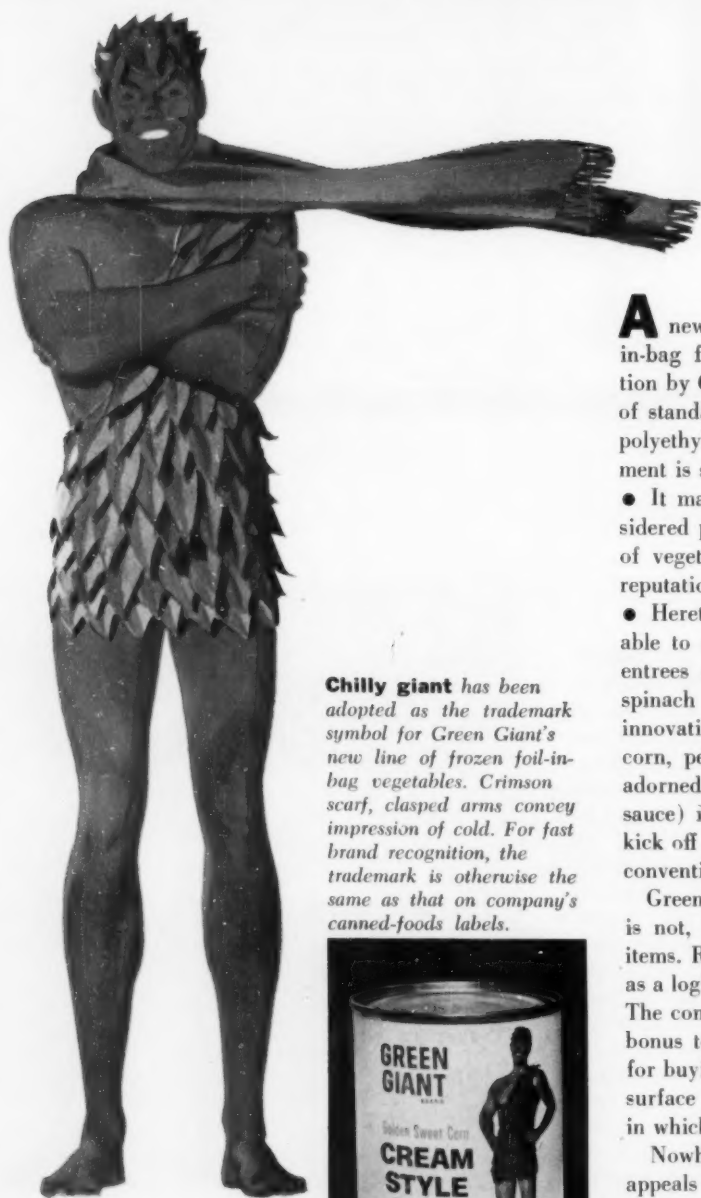 Chilly giant has been
adopted as the trademark
symbol for Green Giant's
new line of frozen foil-in-
bag vegetables. Crimson
scarf, clasped arms convey
impression of cold. For fast
brand recognition, the
trademark is otherwise the
same as that on company's
canned-foods labels.
GREEN
GIANT
BRAND
Golden Sweet Corn
CREAM
STYLE
A new
in-bag f
tion by
of stand
polyethy
ment is
● It ma
sidered p
of veget
reputatio
● Heret
able to
entrees
spinach
innovati
corn, pe
adorned
sauce) i
kick off
conventi
Green
is not,
items.
as a log
The con
bonus t
for buy
surface
in which
Nowh
appeals